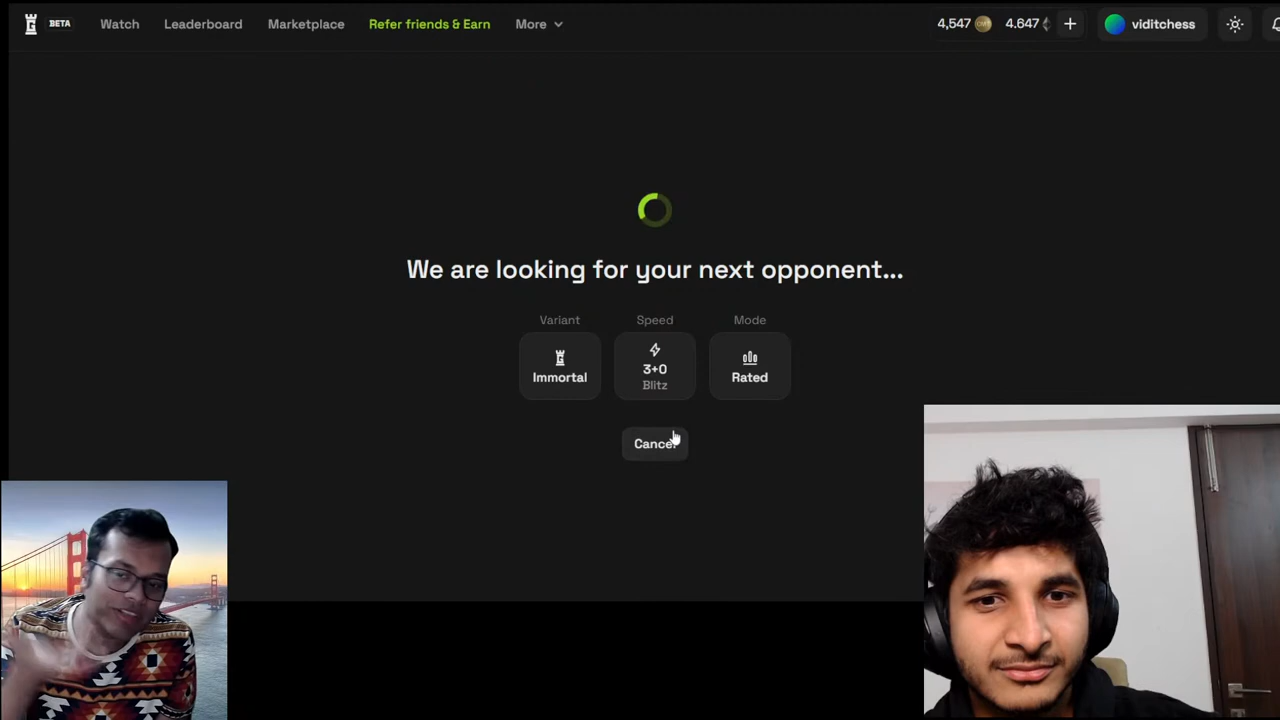 BETA Watch Leaderboard Marketplace Refer friends & Earn More 4,547 4.647 + viditchess
We are looking for your next opponent...
Variant Speed Mode
Immortal 3+0 Blitz Rated
Cancel